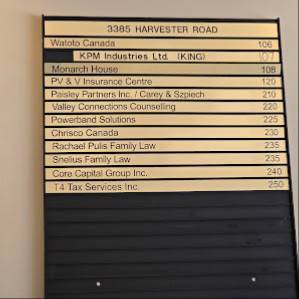 3385 HARVESTER ROAD
Watoto Canada 106
KPM Industries Ltd. (KING) 107
Monarch House 108
PV & V Insurance Centre 120
Paisley Partners Inc. / Carey & Szpiech 210
Valley Connections Counselling 220
Powerband Solutions 225
Chrisco Canada 230
Rachael Pulis Family Law 235
Snelius Family Law 235
Core Capital Group Inc. 240
T4 Tax Services Inc. 250